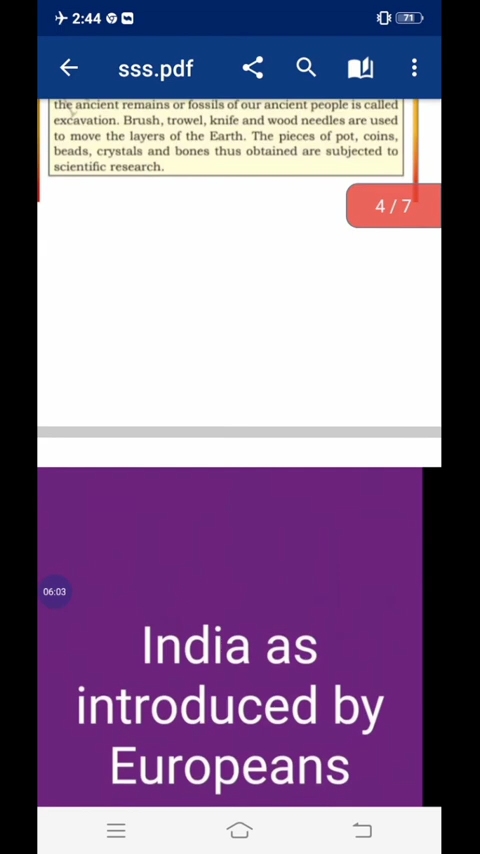 2:44
71
sss.pdf
the ancient remains or fossils of our ancient people is called
excavation. Brush, trowel, knife and wood needles are used
to move the layers of the Earth. The pieces of pot, coins,
beads, crystals and bones thus obtained are subjected to
scientific research.
4 / 7
06:03
India as
introduced by
Europeans